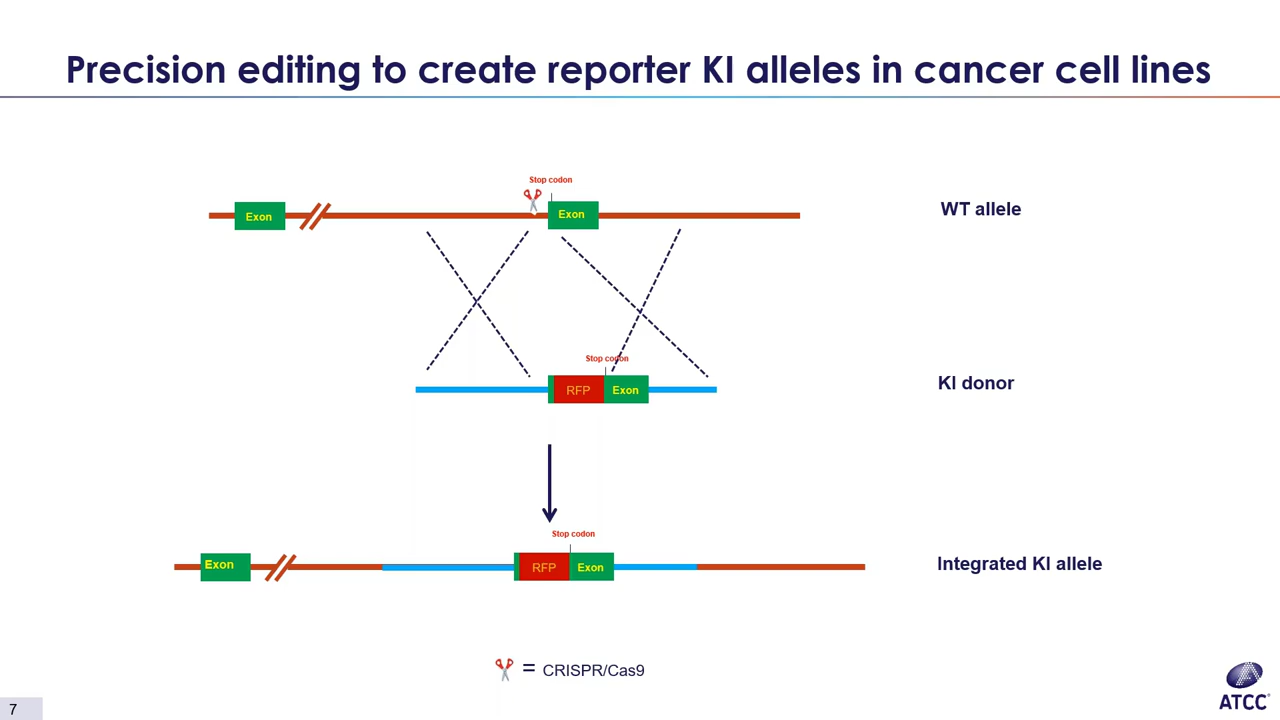 Precision editing to create reporter KI alleles in cancer cell lines
Stop codon
Exon
Exon
WT allele
Stop codon
RFP
Exon
KI donor
Stop codon
Exon
RFP
Exon
Integrated KI allele
= CRISPR/Cas9
7
ATCC®